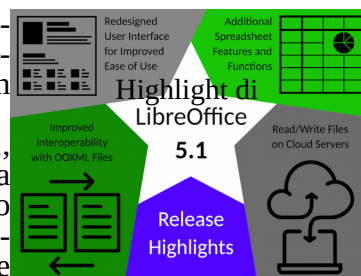 Redesigned
User Interface
for Improved
Ease of Use
Additional
Spreadsheet
Features and
Functions
Highlight di
LibreOffice
5.1
Improved
Interoperability
with OOXML Files
Read/Write Files
on Cloud Servers
Release
Highlights